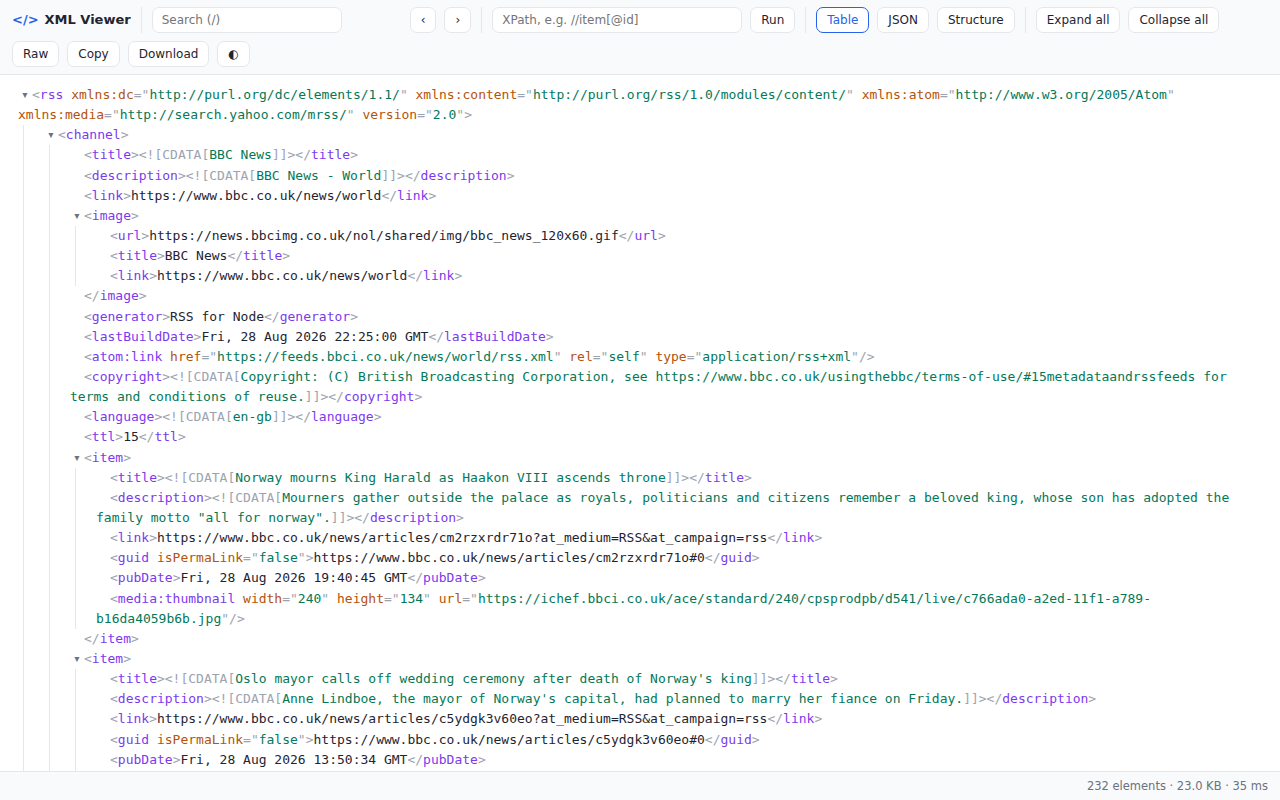 </> XML Viewer Search (/) ‹ › XPath, e.g. //item[@id] Run Table JSON Structure Expand all Collapse all
Raw Copy Download ◐
▾ <rss xmlns:dc="http://purl.org/dc/elements/1.1/" xmlns:content="http://purl.org/rss/1.0/modules/content/" xmlns:atom="http://www.w3.org/2005/Atom"
xmlns:media="http://search.yahoo.com/mrss/" version="2.0">
▾ <channel>
<title><![CDATA[BBC News]]></title>
<description><![CDATA[BBC News - World]]></description>
<link>https://www.bbc.co.uk/news/world</link>
▾ <image>
<url>https://news.bbcimg.co.uk/nol/shared/img/bbc_news_120x60.gif</url>
<title>BBC News</title>
<link>https://www.bbc.co.uk/news/world</link>
</image>
<generator>RSS for Node</generator>
<lastBuildDate>Fri, 28 Aug 2026 22:25:00 GMT</lastBuildDate>
<atom:link href="https://feeds.bbci.co.uk/news/world/rss.xml" rel="self" type="application/rss+xml"/>
<copyright><![CDATA[Copyright: (C) British Broadcasting Corporation, see https://www.bbc.co.uk/usingthebbc/terms-of-use/#15metadataandrssfeeds for
terms and conditions of reuse.]]></copyright>
<language><![CDATA[en-gb]]></language>
<ttl>15</ttl>
▾ <item>
<title><![CDATA[Norway mourns King Harald as Haakon VIII ascends throne]]></title>
<description><![CDATA[Mourners gather outside the palace as royals, politicians and citizens remember a beloved king, whose son has adopted the
family motto "all for norway".]]></description>
<link>https://www.bbc.co.uk/news/articles/cm2rzxrdr71o?at_medium=RSS&at_campaign=rss</link>
<guid isPermaLink="false">https://www.bbc.co.uk/news/articles/cm2rzxrdr71o#0</guid>
<pubDate>Fri, 28 Aug 2026 19:40:45 GMT</pubDate>
<media:thumbnail width="240" height="134" url="https://ichef.bbci.co.uk/ace/standard/240/cpsprodpb/d541/live/c766ada0-a2ed-11f1-a789-
b16da4059b6b.jpg"/>
</item>
▾ <item>
<title><![CDATA[Oslo mayor calls off wedding ceremony after death of Norway's king]]></title>
<description><![CDATA[Anne Lindboe, the mayor of Norway's capital, had planned to marry her fiance on Friday.]]></description>
<link>https://www.bbc.co.uk/news/articles/c5ydgk3v60eo?at_medium=RSS&at_campaign=rss</link>
<guid isPermaLink="false">https://www.bbc.co.uk/news/articles/c5ydgk3v60eo#0</guid>
<pubDate>Fri, 28 Aug 2026 13:50:34 GMT</pubDate>
232 elements · 23.0 KB · 35 ms